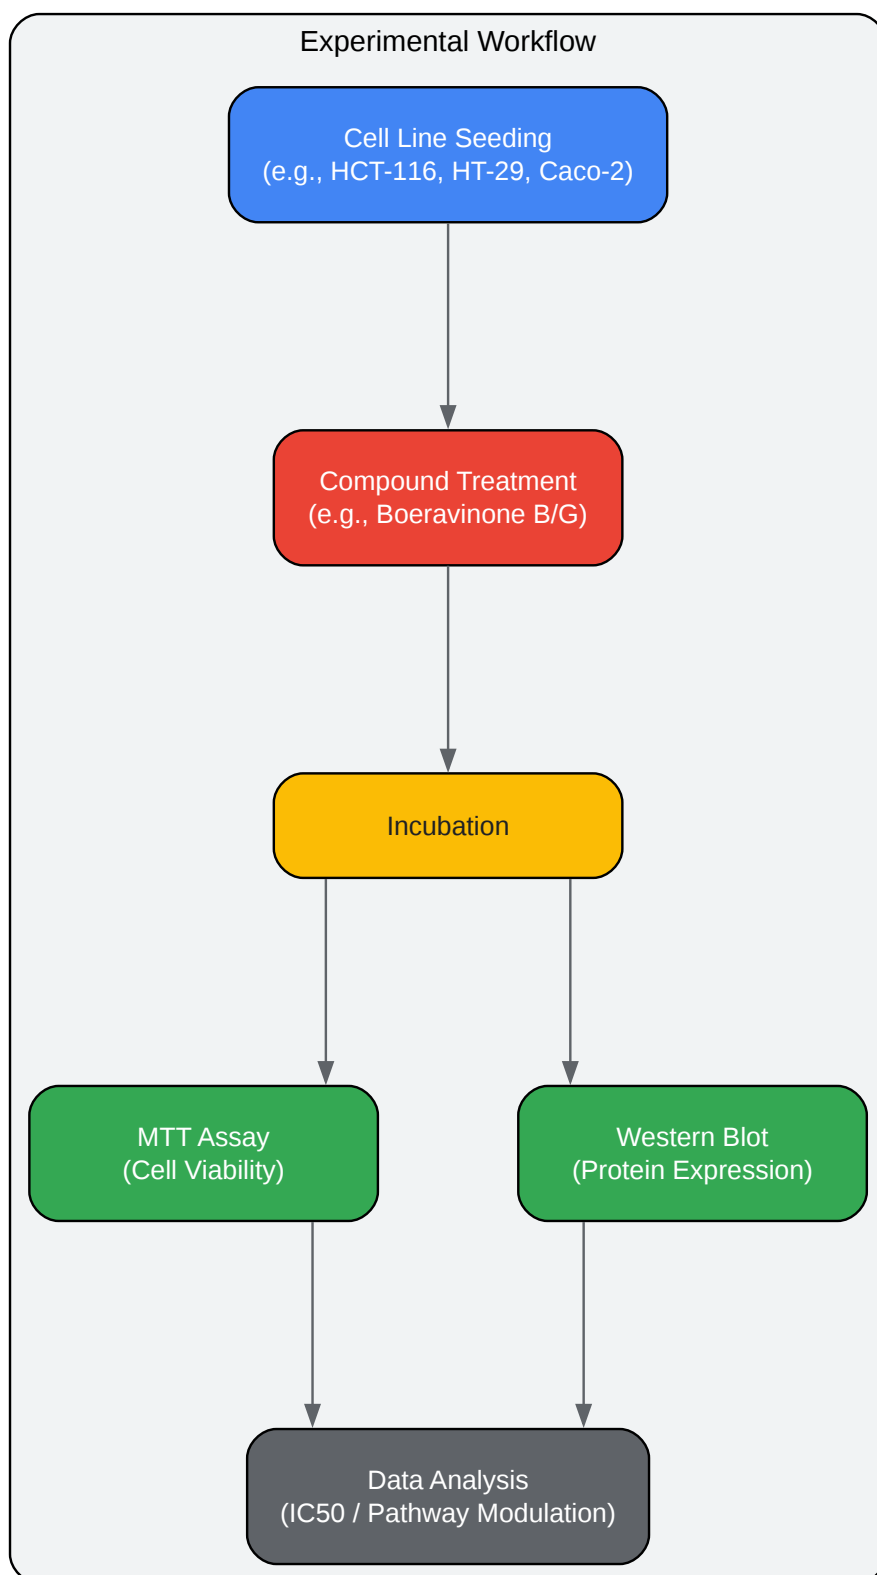 Experimental Workflow
Cell Line Seeding
(e.g., HCT-116, HT-29, Caco-2)
Compound Treatment
(e.g., Boeravinone B/G)
Incubation
MTT Assay
(Cell Viability)
Western Blot
(Protein Expression)
Data Analysis
(IC50 / Pathway Modulation)